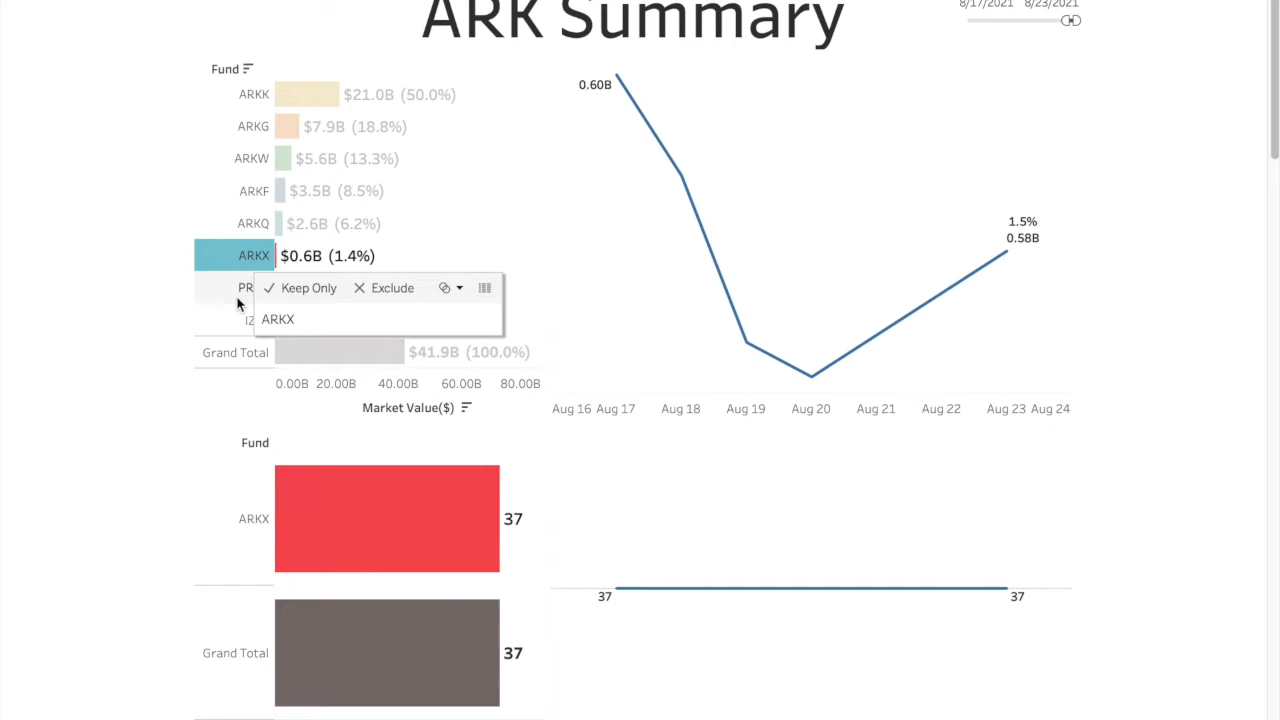 ARK Summary
8/17/2021 8/23/2021
Fund
ARKK $21.0B (50.0%)
ARKG $7.9B (18.8%)
ARKW $5.6B (13.3%)
ARKF $3.5B (8.5%)
ARKQ $2.6B (6.2%)
ARKX $0.6B (1.4%)
PR
Keep Only Exclude
IZ
ARKX
Grand Total $41.9B (100.0%)
0.00B 20.00B 40.00B 60.00B 80.00B
Market Value($)
0.60B
1.5%
0.58B
Aug 16 Aug 17 Aug 18 Aug 19 Aug 20 Aug 21 Aug 22 Aug 23 Aug 24
Fund
ARKX 37
Grand Total 37
37 37